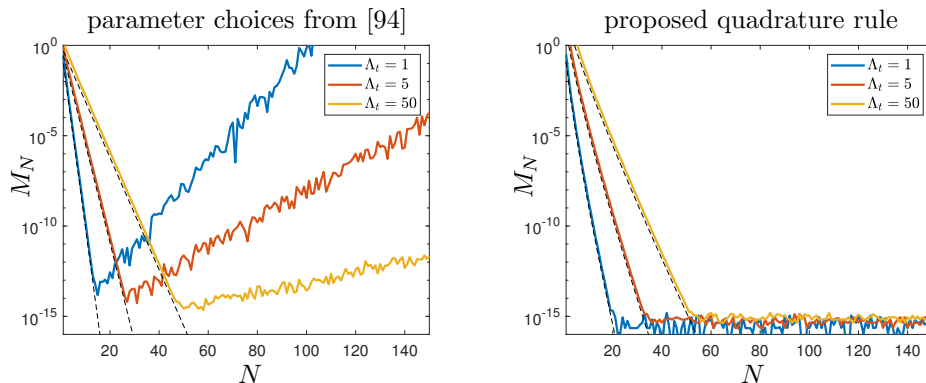 parameter choices from [94]
10^0
10^-5
10^-10
10^-15
M_N
20 40 60 80 100 120 140
N
Λ_t = 1
Λ_t = 5
Λ_t = 50
proposed quadrature rule
10^0
10^-5
10^-10
10^-15
M_N
20 40 60 80 100 120 140
N
Λ_t = 1
Λ_t = 5
Λ_t = 50